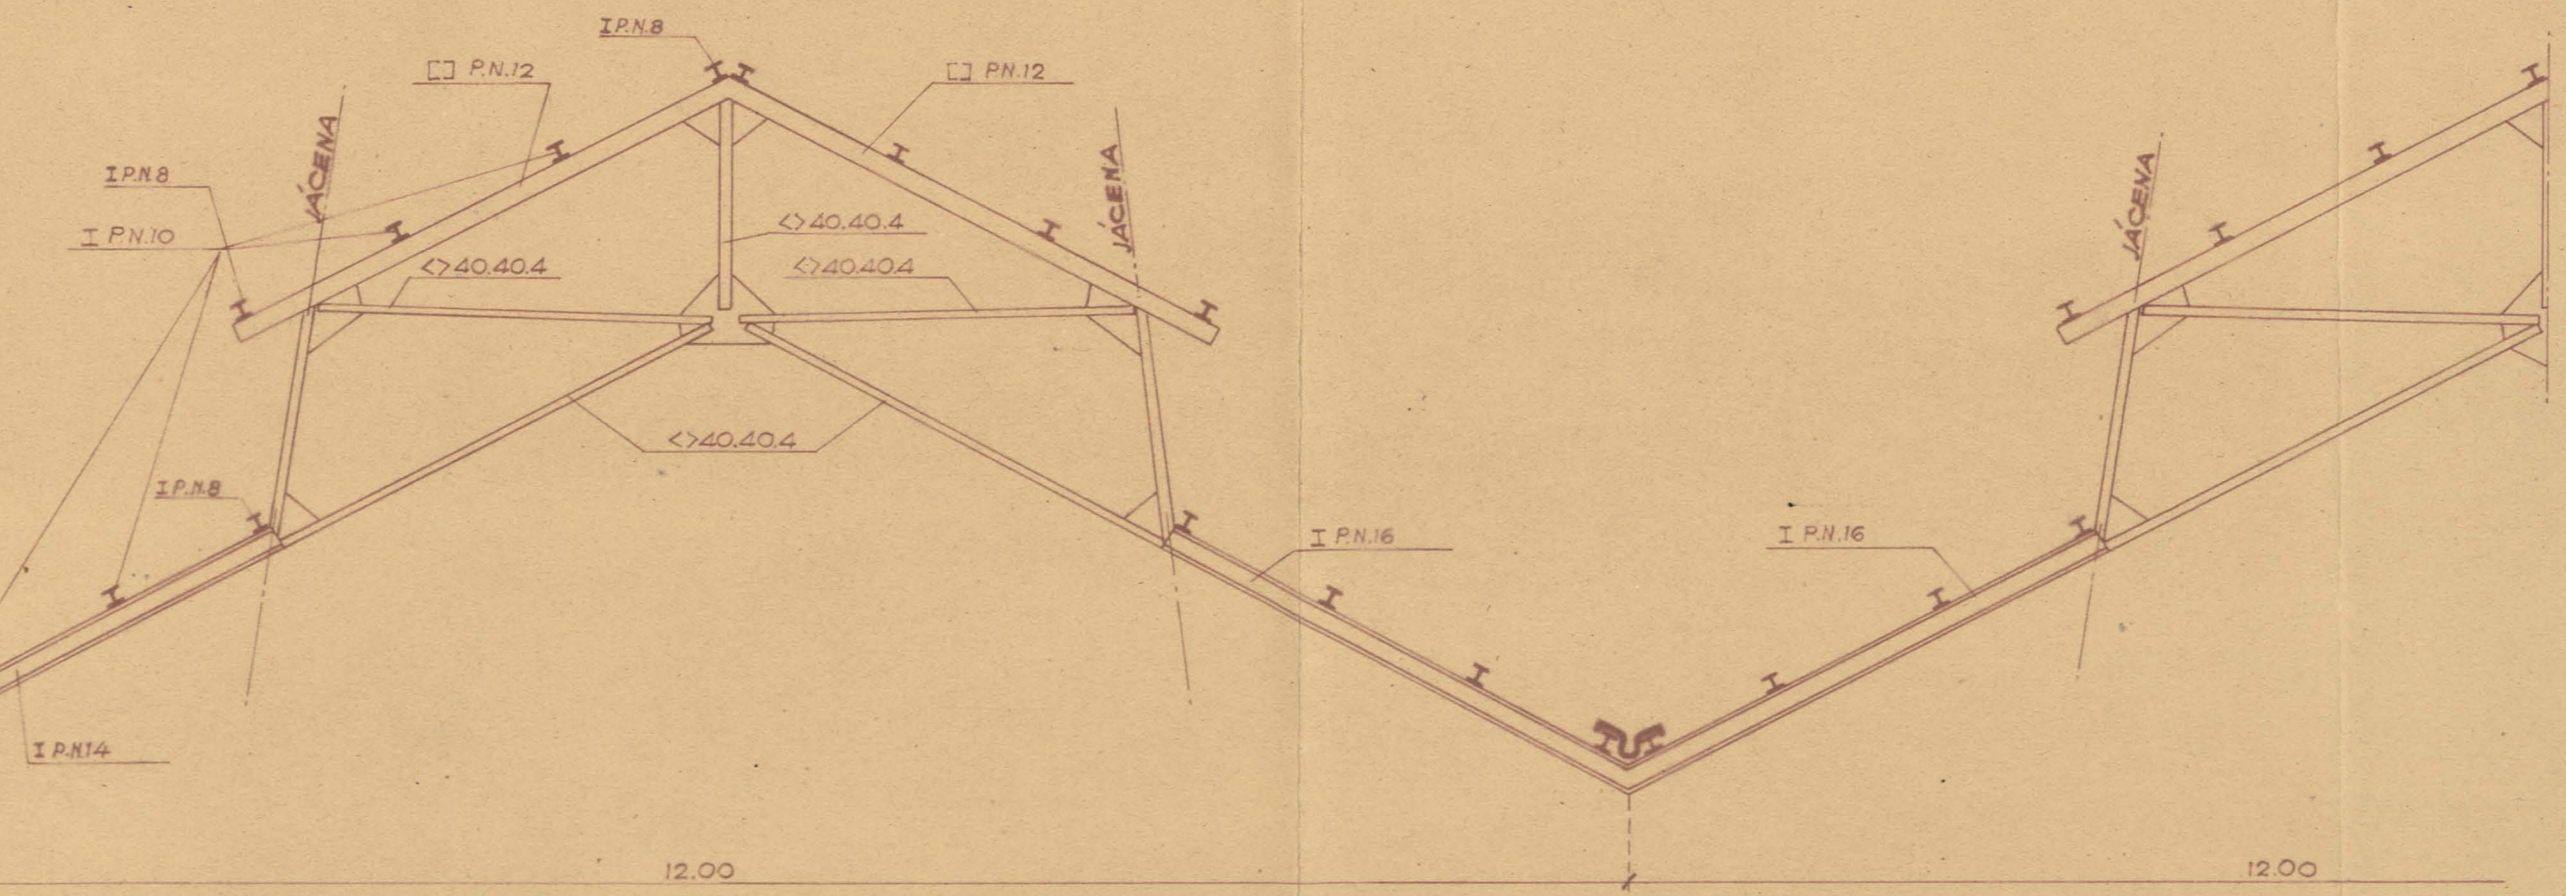 I P.N.8
[] P.N.12
[] P.N.12
JÁCENA
JÁCENA
JÁCENA
I P.N.8
I P.N.10
<>40.40.4
<>40.40.4
<>40.40.4
<>40.40.4
I P.N.8
I P.N.16
I P.N.16
I P.N.14
12.00
12.00